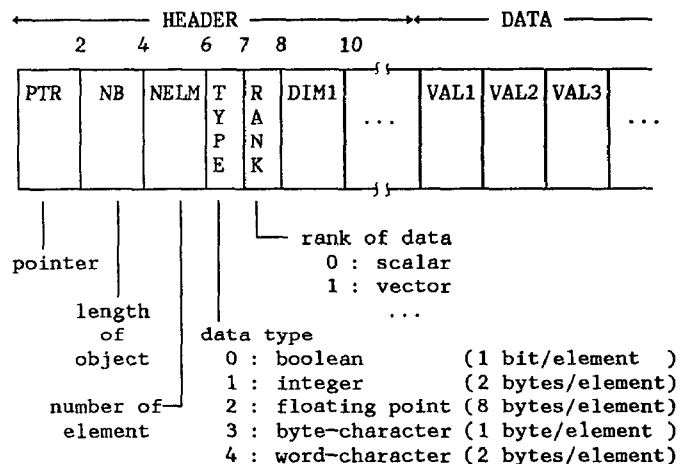 HEADER DATA
2 4 6 7 8 10
PTR NB NELM TYPE RANK DIM1 ... VAL1 VAL2 VAL3 ...
rank of data
0 : scalar
1 : vector
...
pointer
length
of
object
number of
element
data type
0 : boolean (1 bit/element )
1 : integer (2 bytes/element)
2 : floating point (8 bytes/element)
3 : byte-character (1 byte/element )
4 : word-character (2 bytes/element)